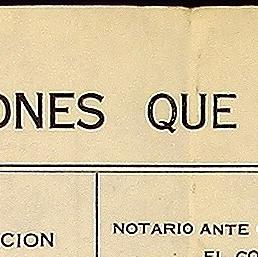 ONES QUE
CION
NOTARIO ANTE
EL CO